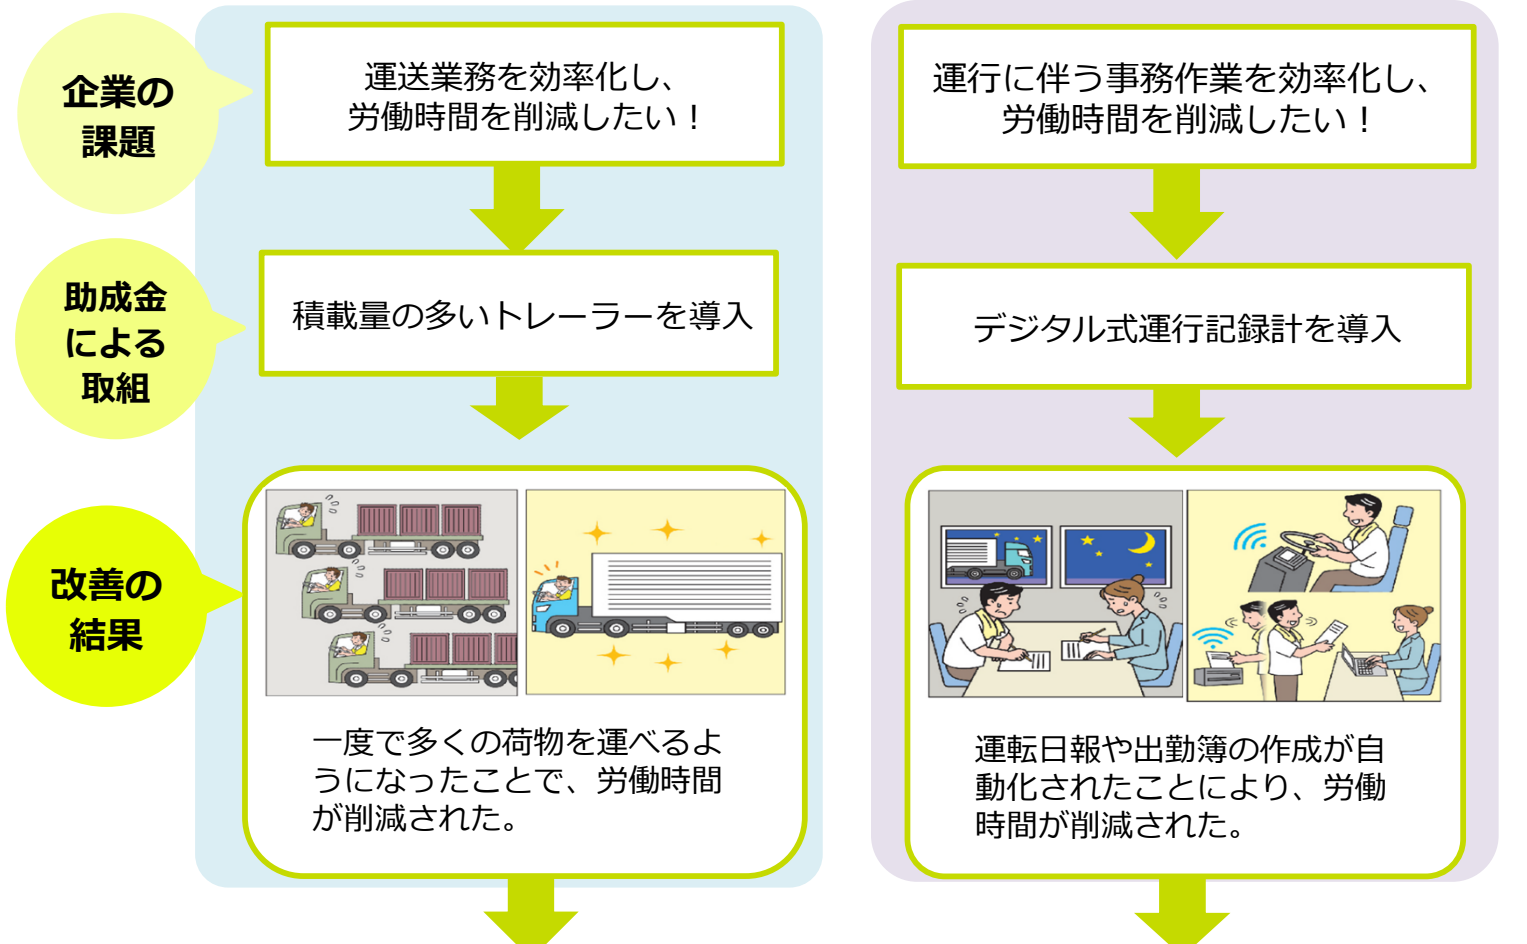 企業の
課題
運送業務を効率化し、
労働時間を削減したい！
運行に伴う事務作業を効率化し、
労働時間を削減したい！
助成金
による
取組
積載量の多いトレーラーを導入
デジタル式運行記録計を導入
改善の
結果
一度で多くの荷物を運べるよ
うになったことで、労働時間
が削減された。
運転日報や出勤簿の作成が自
動化されたことにより、労働
時間が削減された。